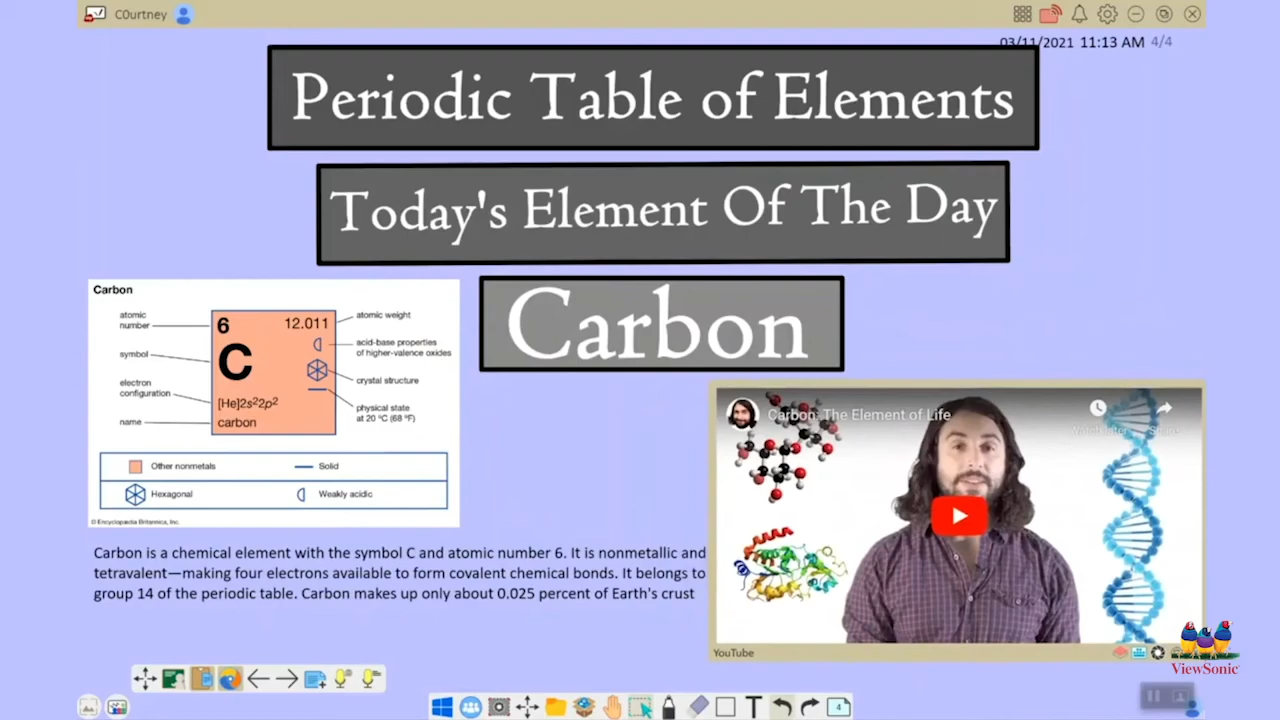 C0urtney
03/11/2021 11:13 AM 4/4
Periodic Table of Elements
Today's Element Of The Day
Carbon
Carbon
atomic number
symbol
electron configuration
name
6
12.011
C
[He]2s²2p²
carbon
atomic weight
acid-base properties
of higher-valence oxides
crystal structure
physical state
at 20 °C (68 °F)
Other nonmetals
Solid
Hexagonal
Weakly acidic
© Encyclopædia Britannica, Inc.
Carbon is a chemical element with the symbol C and atomic number 6. It is nonmetallic and
tetravalent—making four electrons available to form covalent chemical bonds. It belongs to
group 14 of the periodic table. Carbon makes up only about 0.025 percent of Earth's crust
Carbon: The Element of Life
YouTube
ViewSonic
T
4